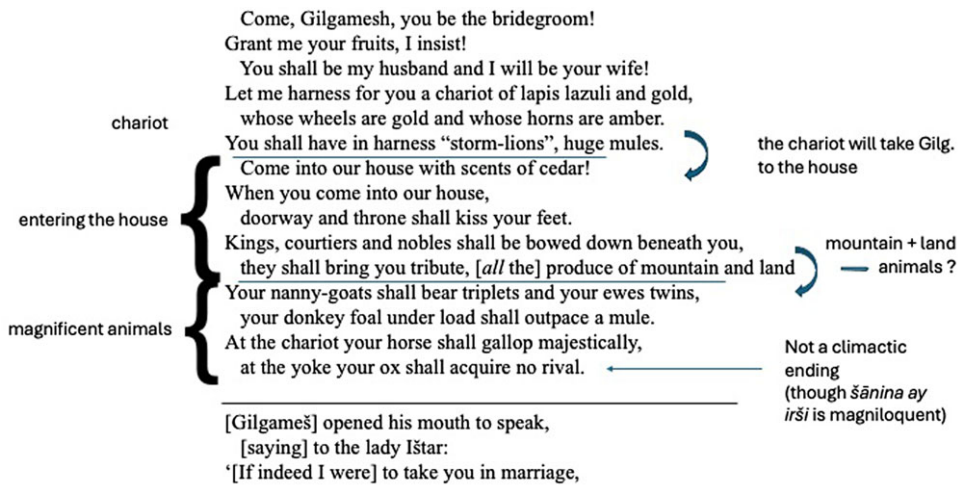 Come, Gilgamesh, you be the bridegroom!
Grant me your fruits, I insist!
You shall be my husband and I will be your wife!
Let me harness for you a chariot of lapis lazuli and gold,
chariot
whose wheels are gold and whose horns are amber.
You shall have in harness “storm-lions”, huge mules.
the chariot will take Gilg.
to the house
Come into our house with scents of cedar!
When you come into our house,
entering the house
doorway and throne shall kiss your feet.
Kings, courtiers and nobles shall be bowed down beneath you,
they shall bring you tribute, [all the] produce of mountain and land
mountain + land
animals ?
Your nanny-goats shall bear triplets and your ewes twins,
magnificent animals
your donkey foal under load shall outpace a mule.
At the chariot your horse shall gallop majestically,
at the yoke your ox shall acquire no rival.
Not a climactic
ending
(though šānina ay
irši is magniloquent)
[Gilgameš] opened his mouth to speak,
[saying] to the lady Ištar:
‘[If indeed I were] to take you in marriage,